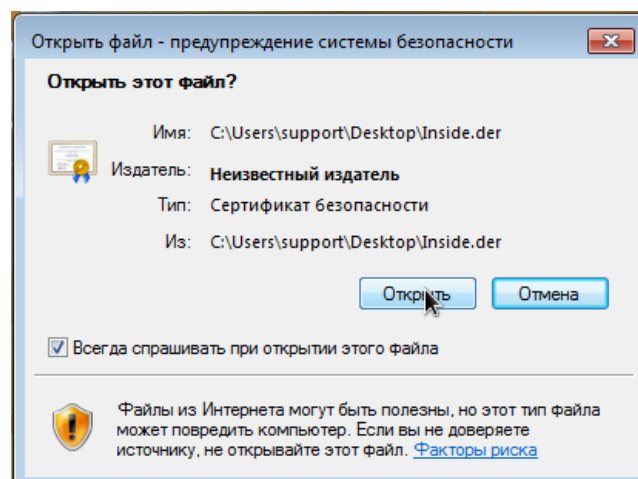 Открыть файл - предупреждение системы безопасности
Открыть этот файл?
Имя: C:\Users\support\Desktop\Inside.der
Издатель: Неизвестный издатель
Тип: Сертификат безопасности
Из: C:\Users\support\Desktop\Inside.der
Открыть Отмена
Всегда спрашивать при открытии этого файла
Файлы из Интернета могут быть полезны, но этот тип файла
может повредить компьютер. Если вы не доверяете
источнику, не открывайте этот файл. Факторы риска